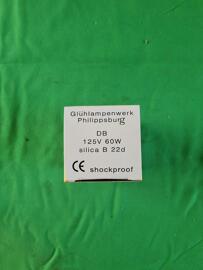 Glühlampenwerk
Philippsburg
DB
125V 60W
silica B 22d
CE shockproof